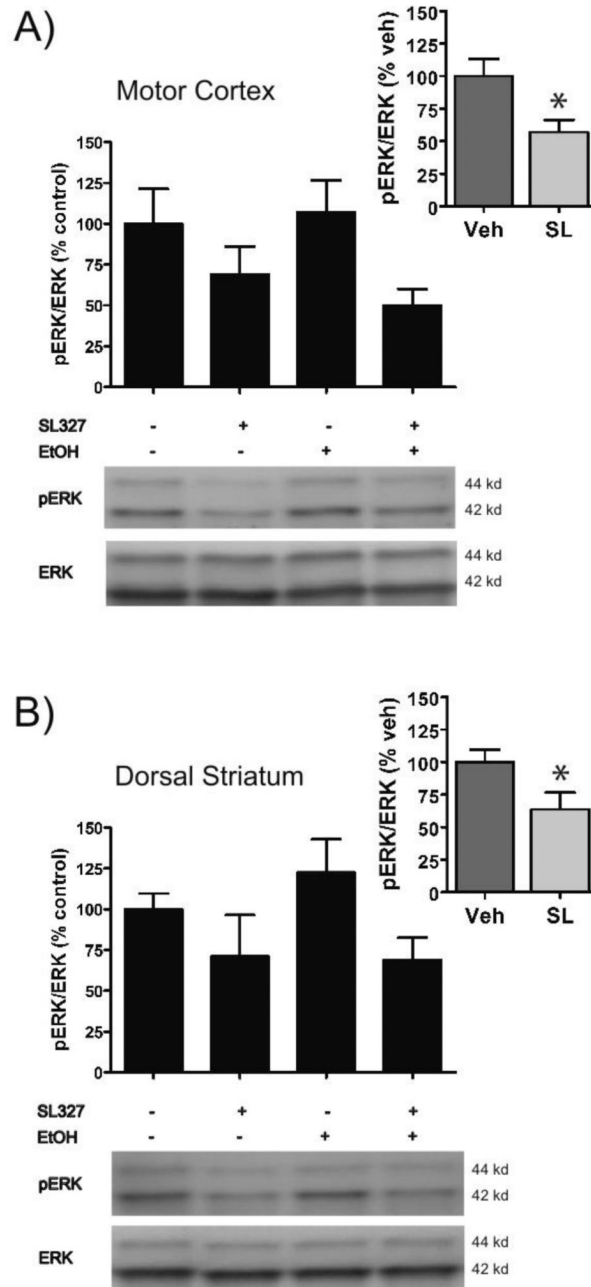 A)
Motor Cortex
pERK/ERK (% control)
150
125
100
75
50
25
0
pERK/ERK (% veh)
150
125
100
75
50
25
0
*
Veh SL
SL327 - + - +
EtOH - - + +
pERK 44 kd
42 kd
ERK 44 kd
42 kd
B)
Dorsal Striatum
pERK/ERK (% control)
150
125
100
75
50
25
0
pERK/ERK (% veh)
150
125
100
75
50
25
0
*
Veh SL
SL327 - + - +
EtOH - - + +
pERK 44 kd
42 kd
ERK 44 kd
42 kd